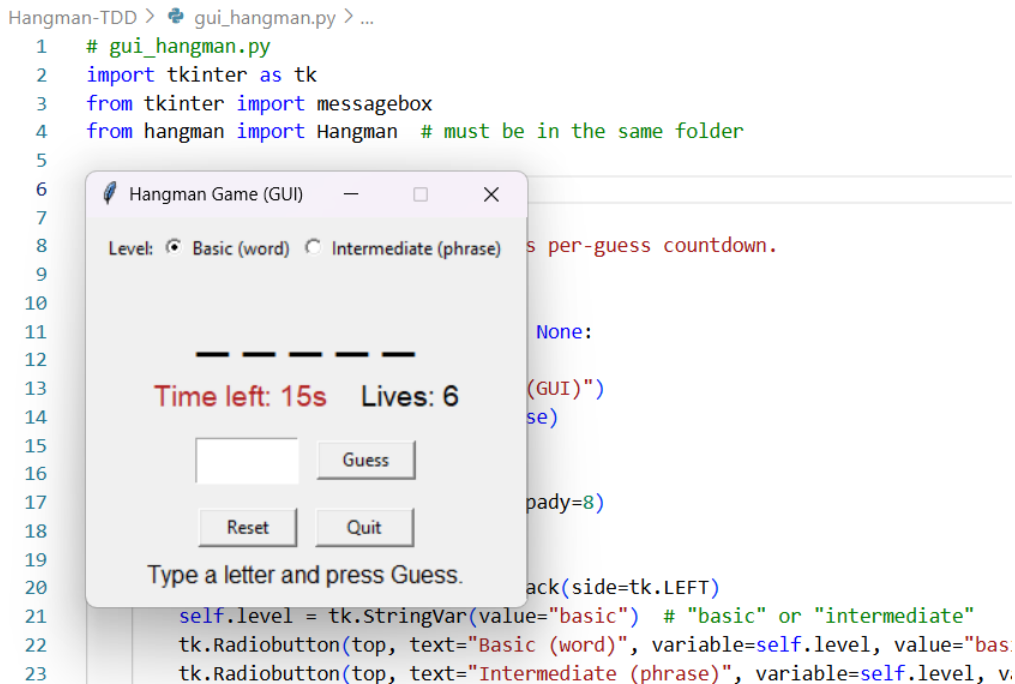 Hangman-TDD > gui_hangman.py > ...
1 # gui_hangman.py
2 import tkinter as tk
3 from tkinter import messagebox
4 from hangman import Hangman # must be in the same folder
5
6
Hangman Game (GUI)
7
8 s per-guess countdown.
Level: Basic (word) Intermediate (phrase)
9
10
11 None:
12
_ _ _ _ _
13 (GUI)")
Time left: 15s Lives: 6
14 se)
15
Guess
16
17 pady=8)
18
Reset Quit
19
20 ack(side=tk.LEFT)
Type a letter and press Guess.
21 self.level = tk.StringVar(value="basic") # "basic" or "intermediate"
22 tk.Radiobutton(top, text="Basic (word)", variable=self.level, value="bas
23 tk.Radiobutton(top, text="Intermediate (phrase)", variable=self.level, v